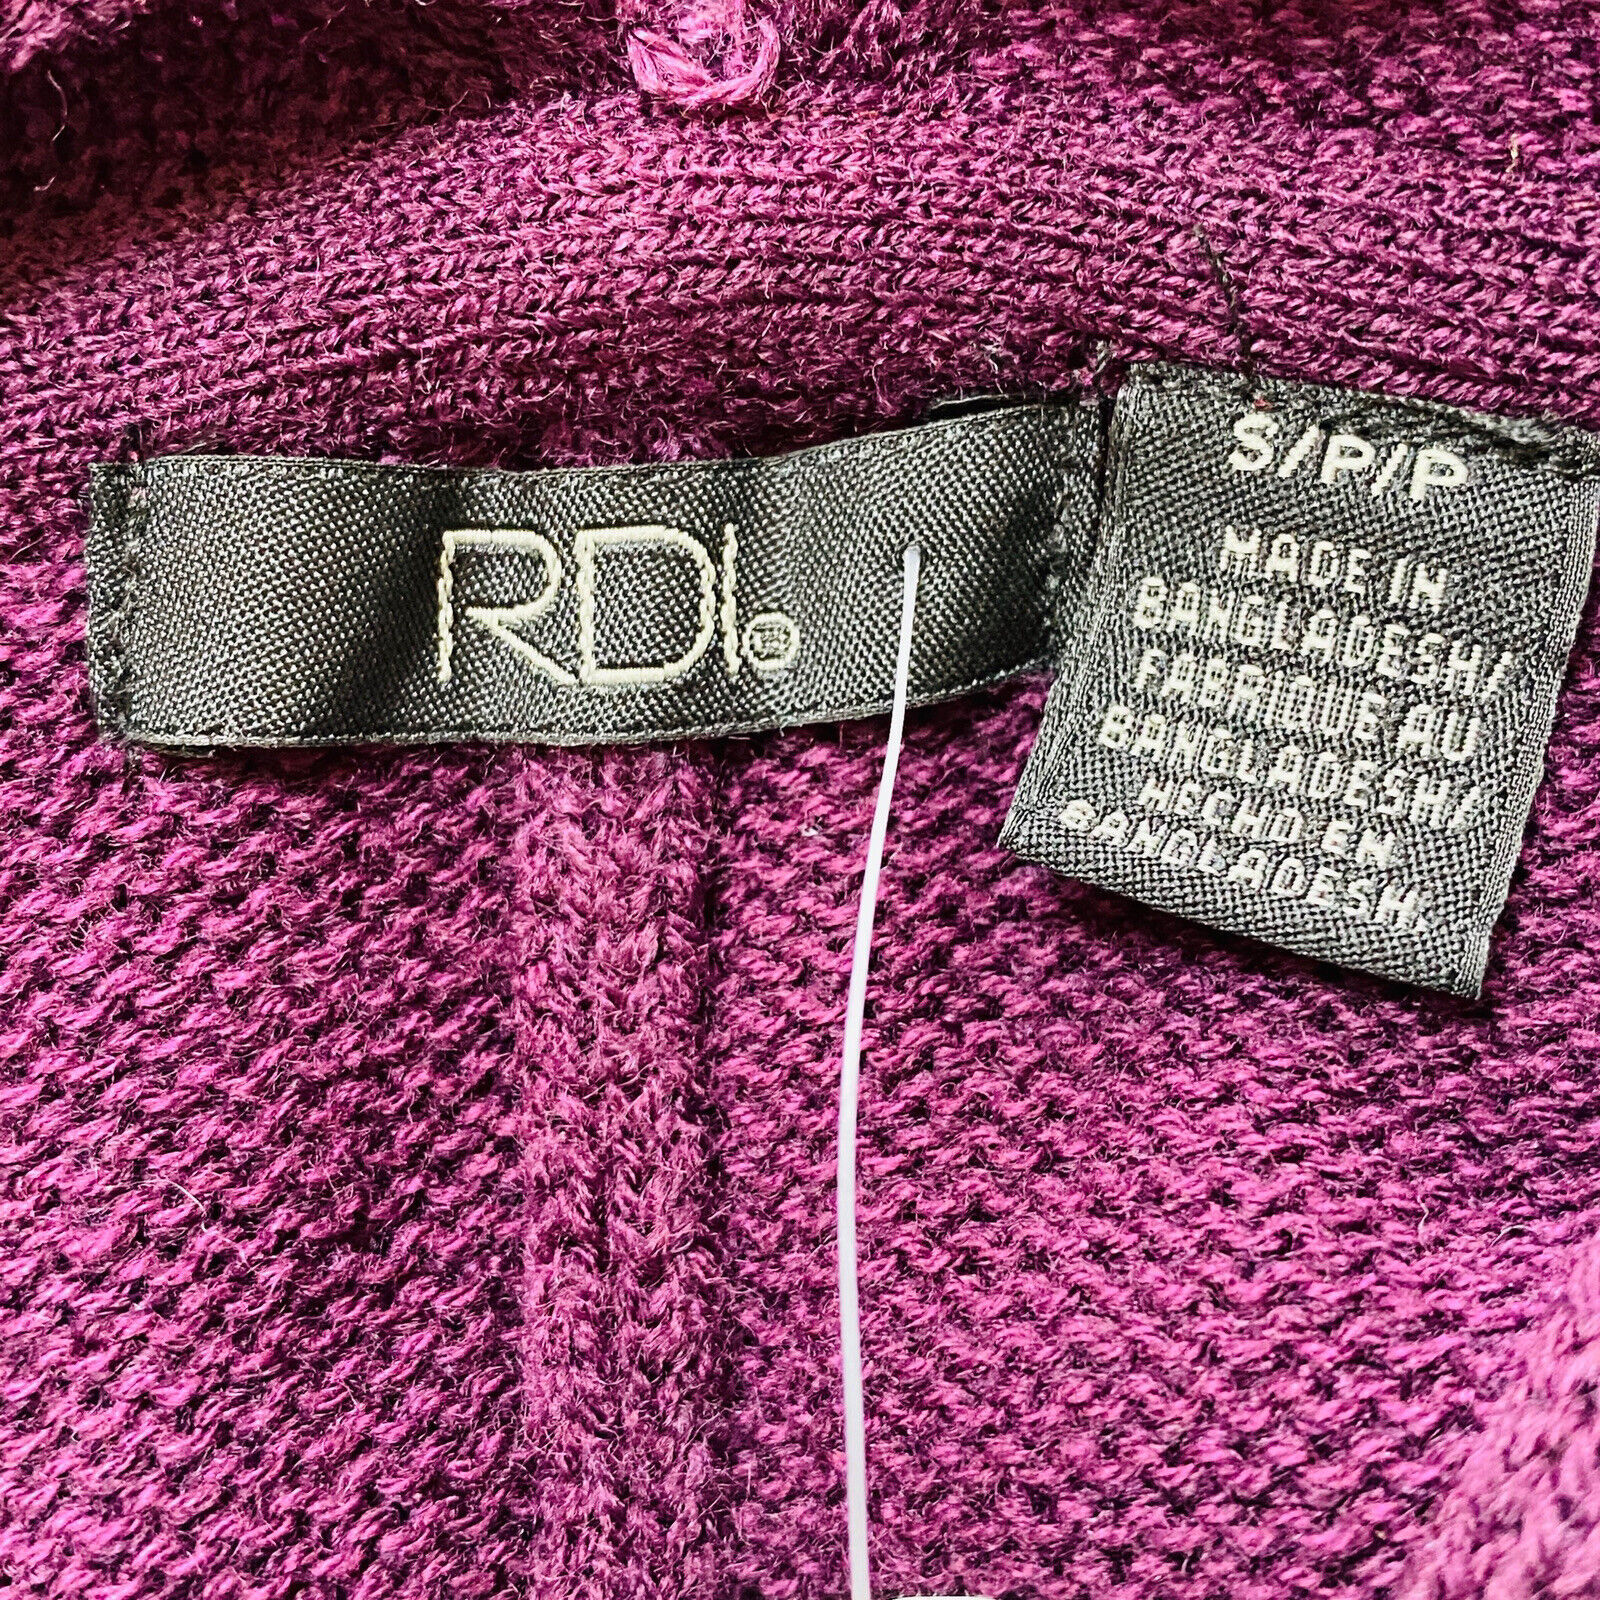 RDI®
S/P/P
MADE IN
BANGLADESH/
FABRIQUE AU
BANGLADESH/
HECHO EN
BANGLADESH.